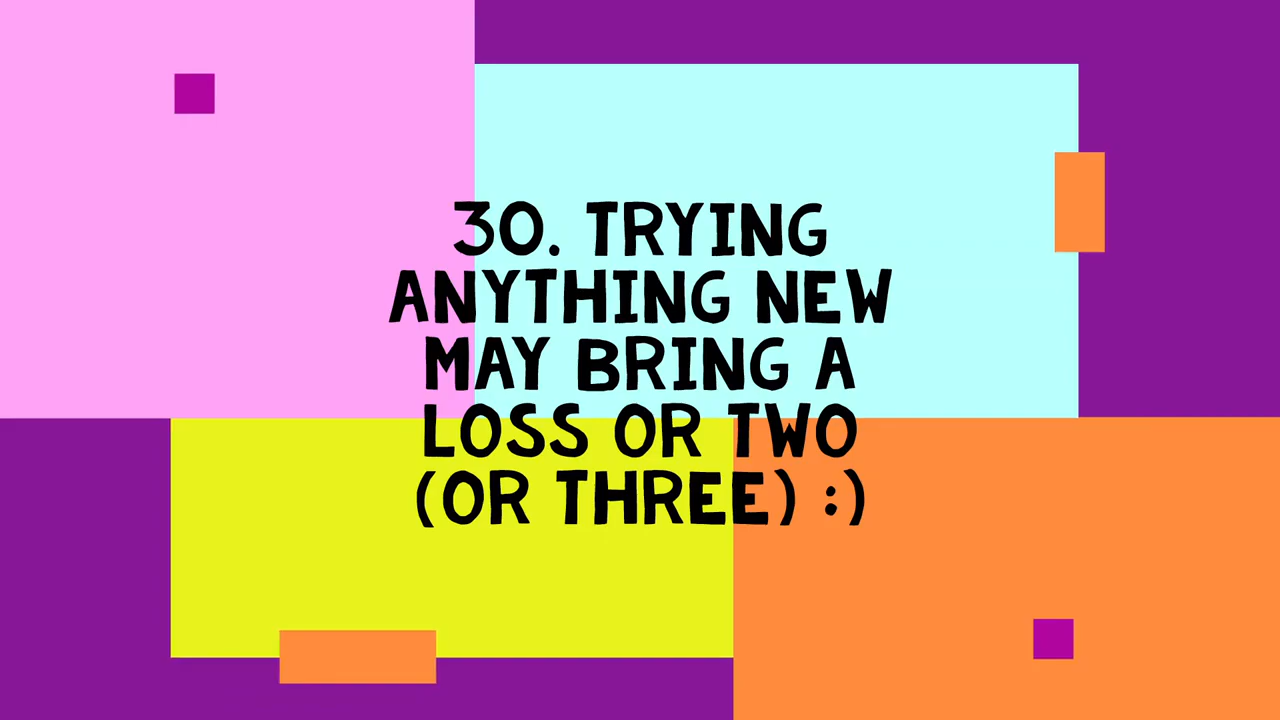 30. TRYING
ANYTHING NEW
MAY BRING A
LOSS OR TWO
(OR THREE) :)